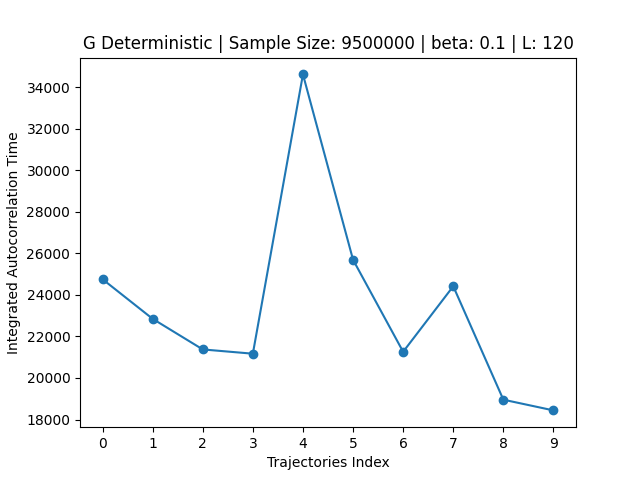 G Deterministic | Sample Size: 9500000 | beta: 0.1 | L: 120
Integrated Autocorrelation Time
34000
32000
30000
28000
26000
24000
22000
20000
18000
0 1 2 3 4 5 6 7 8 9
Trajectories Index